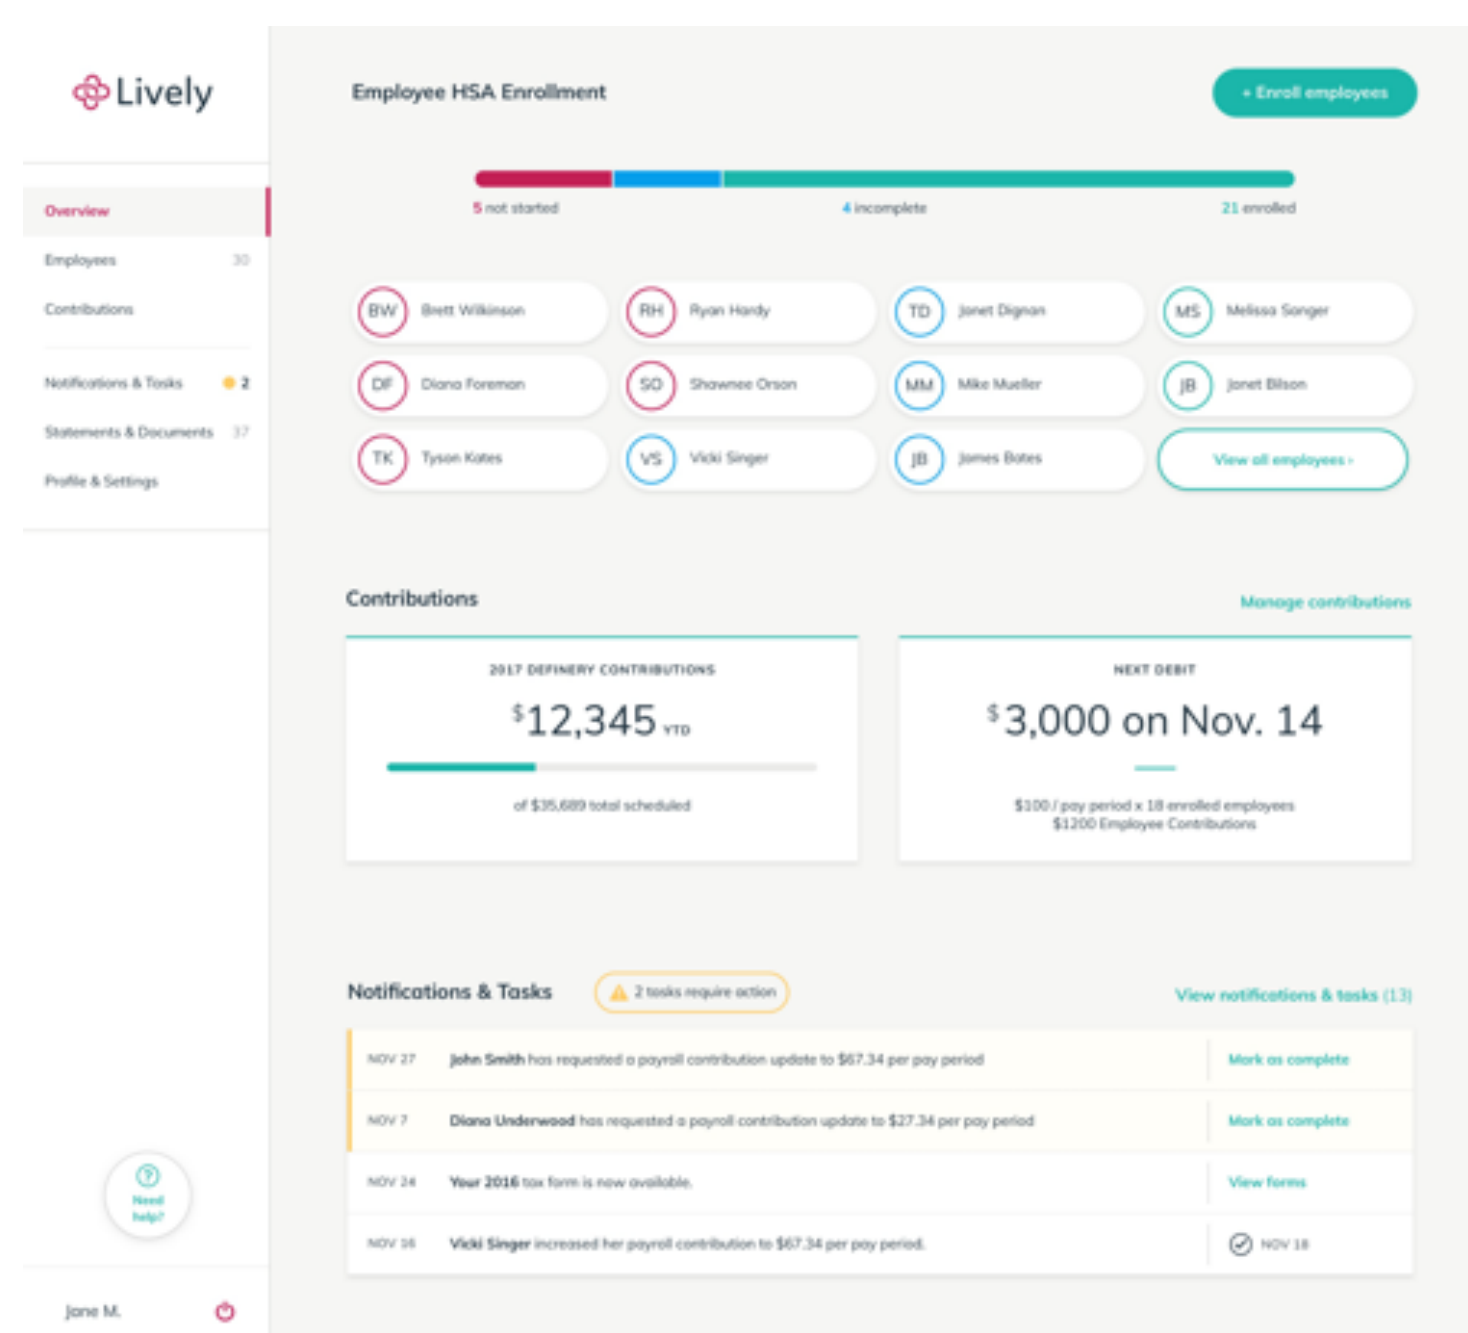 Lively
Overview
Employees 30
Contributions
Notifications & Tasks 2
Statements & Documents 37
Profile & Settings
? Need
help?
Jane M.
Employee HSA Enrollment
+ Enroll employees
5 not started 4 incomplete 21 enrolled
BW Brett Wilkinson RH Ryan Hardy TD Janet Dignan MS Melissa Sanger
DF Diana Foreman SO Shawnee Orson MM Mike Mueller JB Janet Bilson
TK Tyson Kates VS Vicki Singer JB James Bates View all employees ›
Contributions Manage contributions
2017 DEFINERY CONTRIBUTIONS
$12,345 YTD
of $35,689 total scheduled
NEXT DEBIT
$3,000 on Nov. 14
$100 / pay period x 18 enrolled employees
$1200 Employee Contributions
Notifications & Tasks 2 tasks require action View notifications & tasks (13)
NOV 27 John Smith has requested a payroll contribution update to $67.34 per pay period Mark as complete
NOV 7 Diana Underwood has requested a payroll contribution update to $27.34 per pay period Mark as complete
NOV 24 Your 2016 tax form is now available. View forms
NOV 16 Vicki Singer increased her payroll contribution to $67.34 per pay period. NOV 18